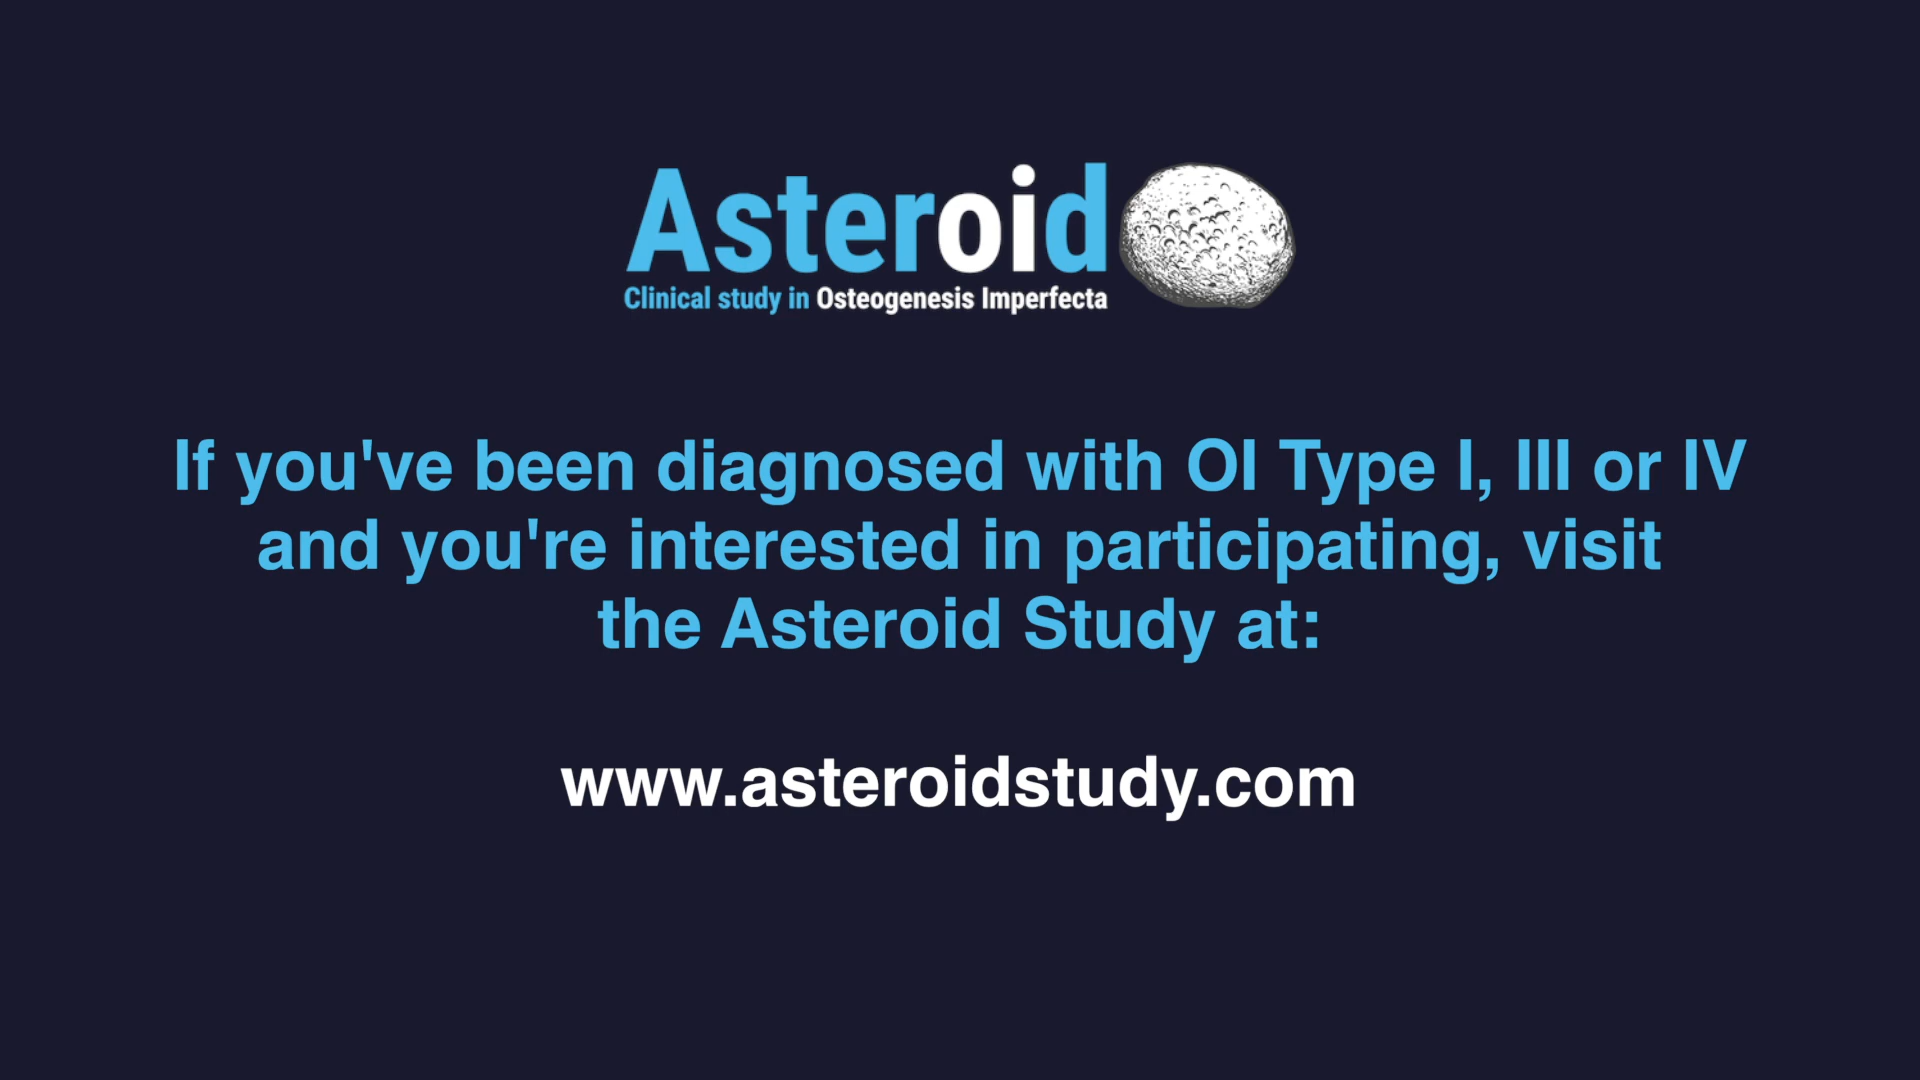 Asteroid
Clinical study in Osteogenesis Imperfecta
If you've been diagnosed with OI Type I, III or IV
and you're interested in participating, visit
the Asteroid Study at:
www.asteroidstudy.com